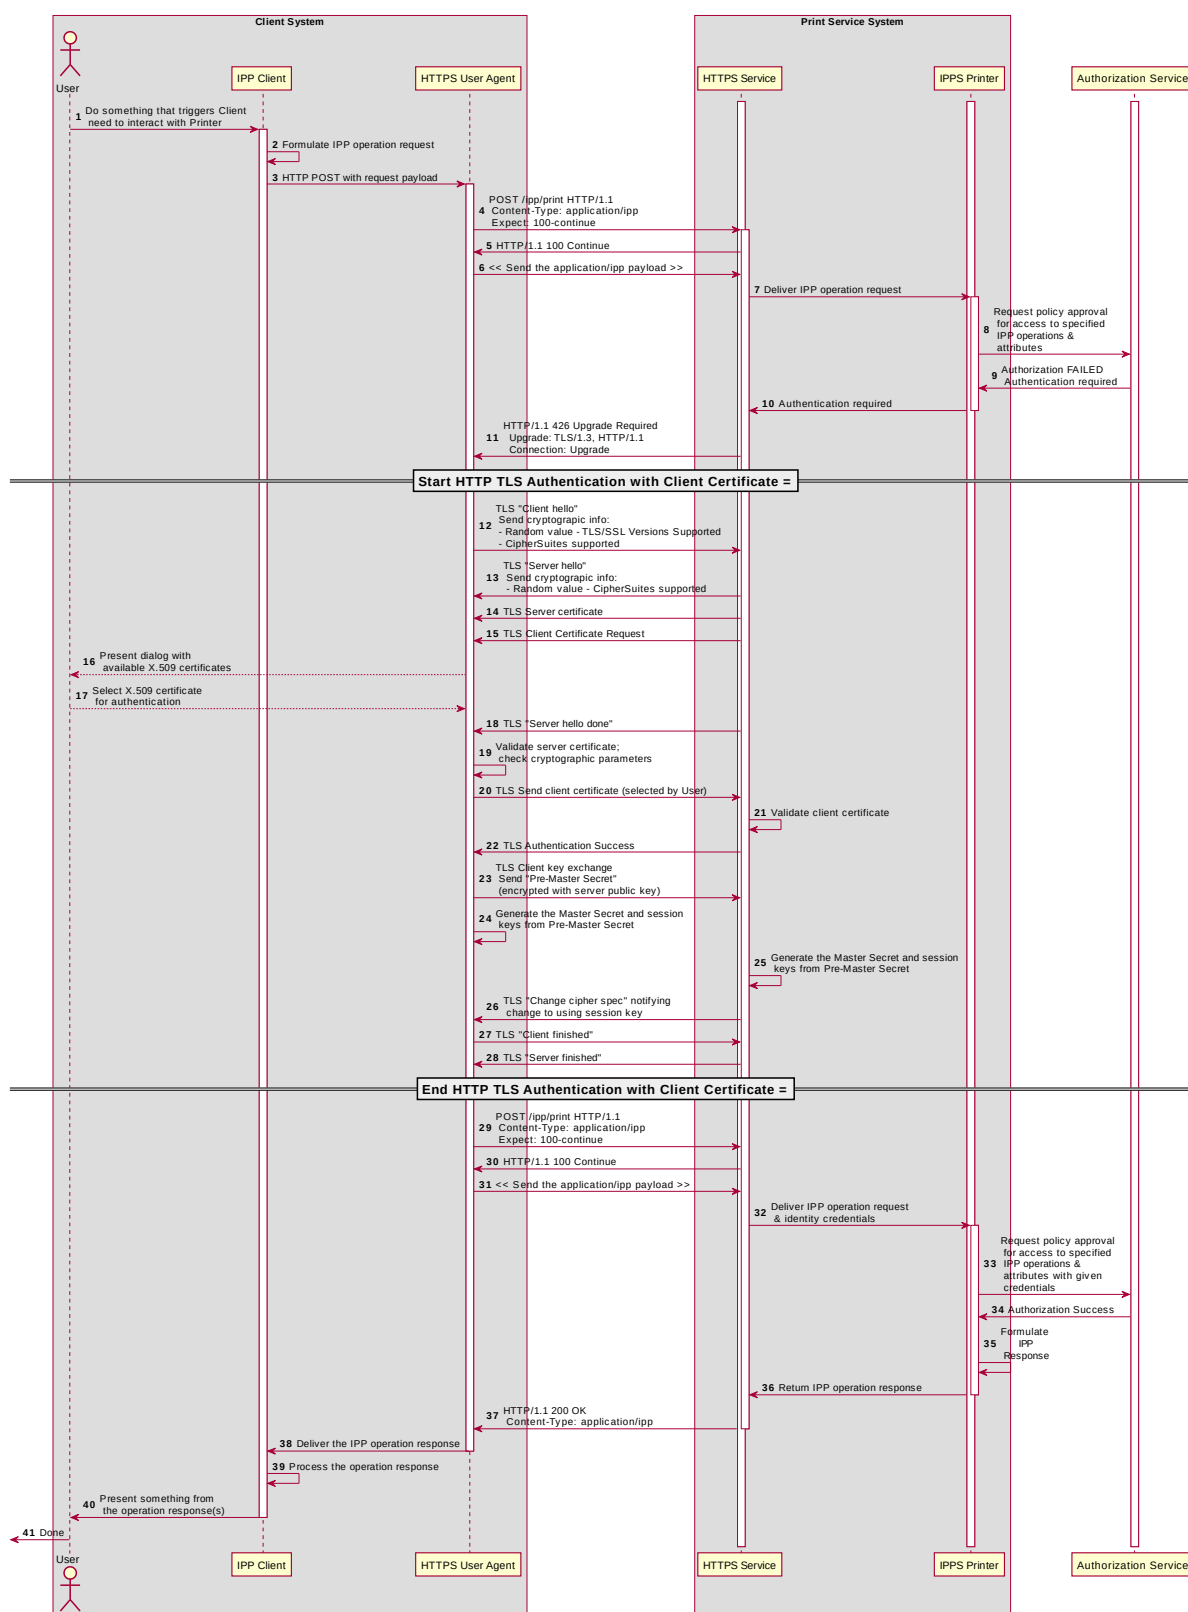 Client System
Print Service System
User
IPP Client
HTTPS User Agent
HTTPS Service
IPPS Printer
Authorization Service
1 Do something that triggers Client
need to interact with Printer
2 Formulate IPP operation request
3 HTTP POST with request payload
POST /ipp/print HTTP/1.1
4 Content-Type: application/ipp
Expect: 100-continue
5 HTTP/1.1 100 Continue
6 << Send the application/ipp payload >>
7 Deliver IPP operation request
Request policy approval
8 for access to specified
IPP operations &
attributes
9 Authorization FAILED
Authentication required
10 Authentication required
HTTP/1.1 426 Upgrade Required
11 Upgrade: TLS/1.3, HTTP/1.1
Connection: Upgrade
Start HTTP TLS Authentication with Client Certificate =
TLS "Client hello"
12 Send cryptograpic info:
- Random value - TLS/SSL Versions Supported
- CipherSuites supported
TLS "Server hello"
13 Send cryptograpic info:
- Random value - CipherSuites supported
14 TLS Server certificate
15 TLS Client Certificate Request
16 Present dialog with
available X.509 certificates
17 Select X.509 certificate
for authentication
18 TLS "Server hello done"
19 Validate server certificate;
check cryptographic parameters
20 TLS Send client certificate (selected by User)
21 Validate client certificate
22 TLS Authentication Success
TLS Client key exchange
23 Send "Pre-Master Secret"
(encrypted with server public key)
24 Generate the Master Secret and session
keys from Pre-Master Secret
25 Generate the Master Secret and session
keys from Pre-Master Secret
26 TLS "Change cipher spec" notifying
change to using session key
27 TLS "Client finished"
28 TLS "Server finished"
End HTTP TLS Authentication with Client Certificate =
POST /ipp/print HTTP/1.1
29 Content-Type: application/ipp
Expect: 100-continue
30 HTTP/1.1 100 Continue
31 << Send the application/ipp payload >>
32 Deliver IPP operation request
& identity credentials
Request policy approval
for access to specified
33 IPP operations &
attributes with given
credentials
34 Authorization Success
Formulate
35 IPP
Response
36 Return IPP operation response
37 HTTP/1.1 200 OK
Content-Type: application/ipp
38 Deliver the IPP operation response
39 Process the operation response
40 Present something from
the operation response(s)
41 Done
User
IPP Client
HTTPS User Agent
HTTPS Service
IPPS Printer
Authorization Service